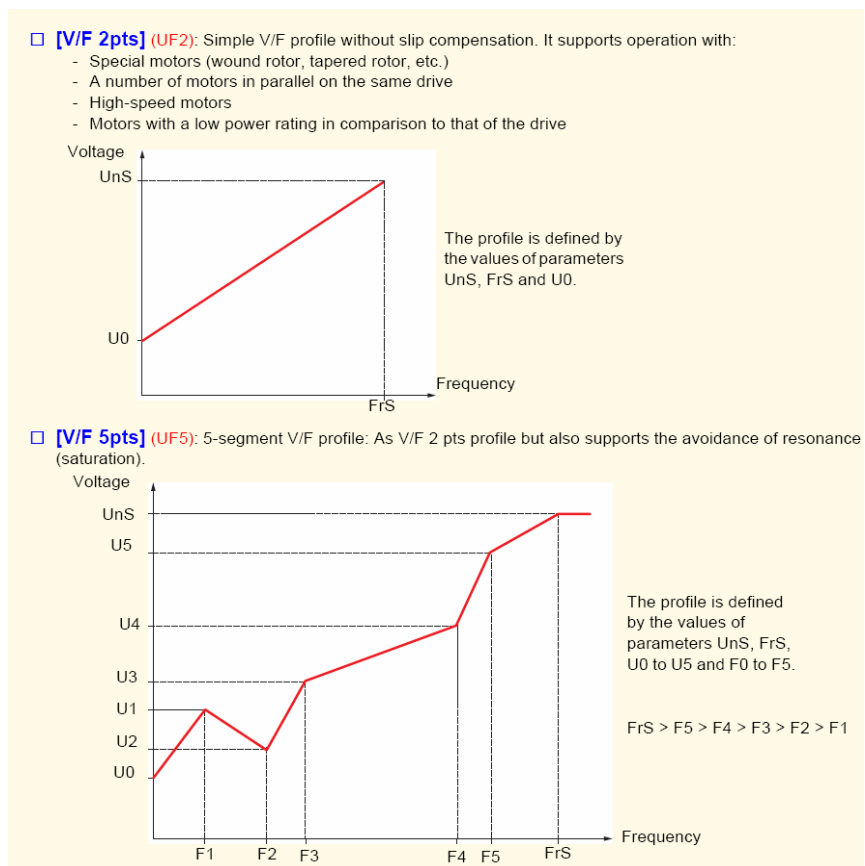 [V/F 2pts] (UF2): Simple V/F profile without slip compensation. It supports operation with:
- Special motors (wound rotor, tapered rotor, etc.)
- A number of motors in parallel on the same drive
- High-speed motors
- Motors with a low power rating in comparison to that of the drive
Voltage
UnS
The profile is defined by
the values of parameters
UnS, FrS and U0.
U0
Frequency
FrS
[V/F 5pts] (UF5): 5-segment V/F profile: As V/F 2 pts profile but also supports the avoidance of resonance
(saturation).
Voltage
UnS
U5
The profile is defined
by the values of
parameters UnS, FrS,
U0 to U5 and F0 to F5.
U4
U3
U1
FrS > F5 > F4 > F3 > F2 > F1
U2
U0
Frequency
F1 F2 F3 F4 F5 FrS